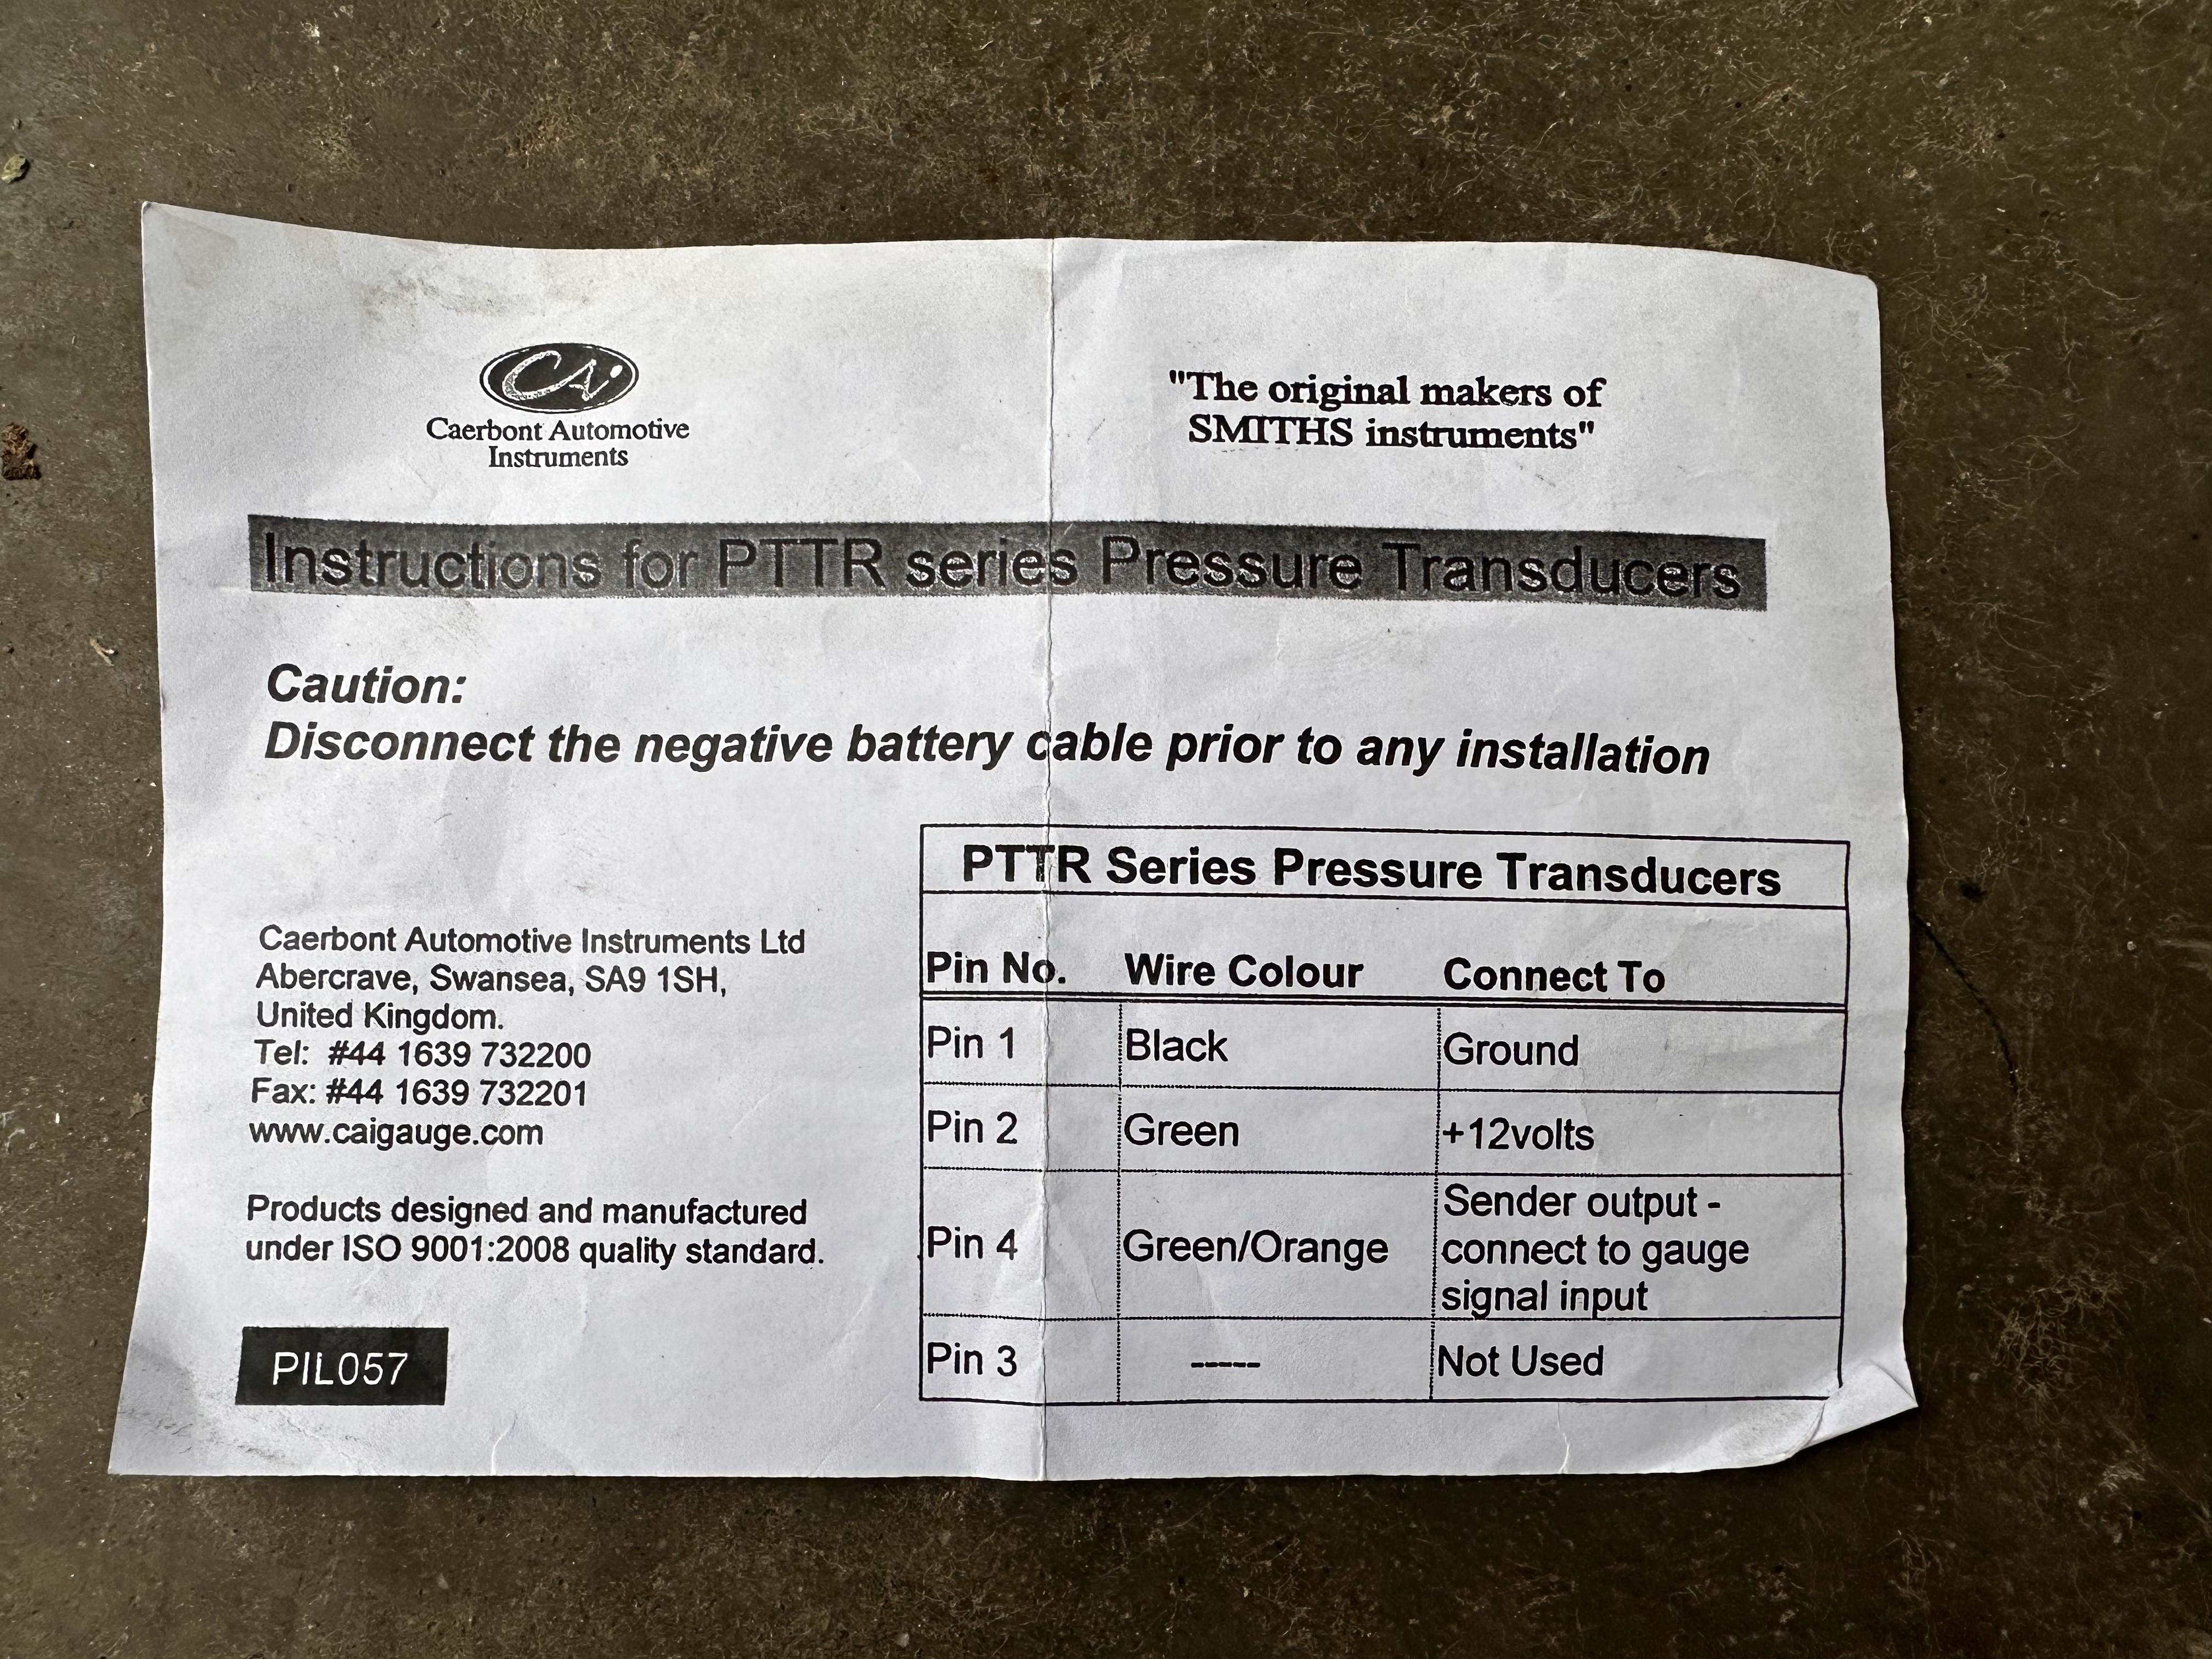 CAi
Caerbont Automotive
Instruments
"The original makers of
SMITHS instruments"
Instructions for PTTR series Pressure Transducers
Caution:
Disconnect the negative battery cable prior to any installation
Caerbont Automotive Instruments Ltd
Abercrave, Swansea, SA9 1SH,
United Kingdom.
Tel: #44 1639 732200
Fax: #44 1639 732201
www.caigauge.com
Products designed and manufactured
under ISO 9001:2008 quality standard.
PIL057
PTTR Series Pressure Transducers
Pin No. Wire Colour Connect To
Pin 1 Black Ground
Pin 2 Green +12volts
Pin 4 Green/Orange Sender output -
connect to gauge
signal input
Pin 3 ----- Not Used